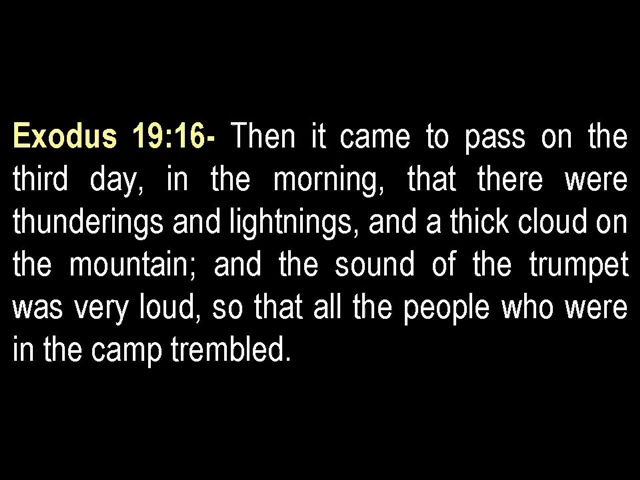 Exodus 19:16- Then it came to pass on the
third day, in the morning, that there were
thunderings and lightnings, and a thick cloud on
the mountain; and the sound of the trumpet
was very loud, so that all the people who were
in the camp trembled.